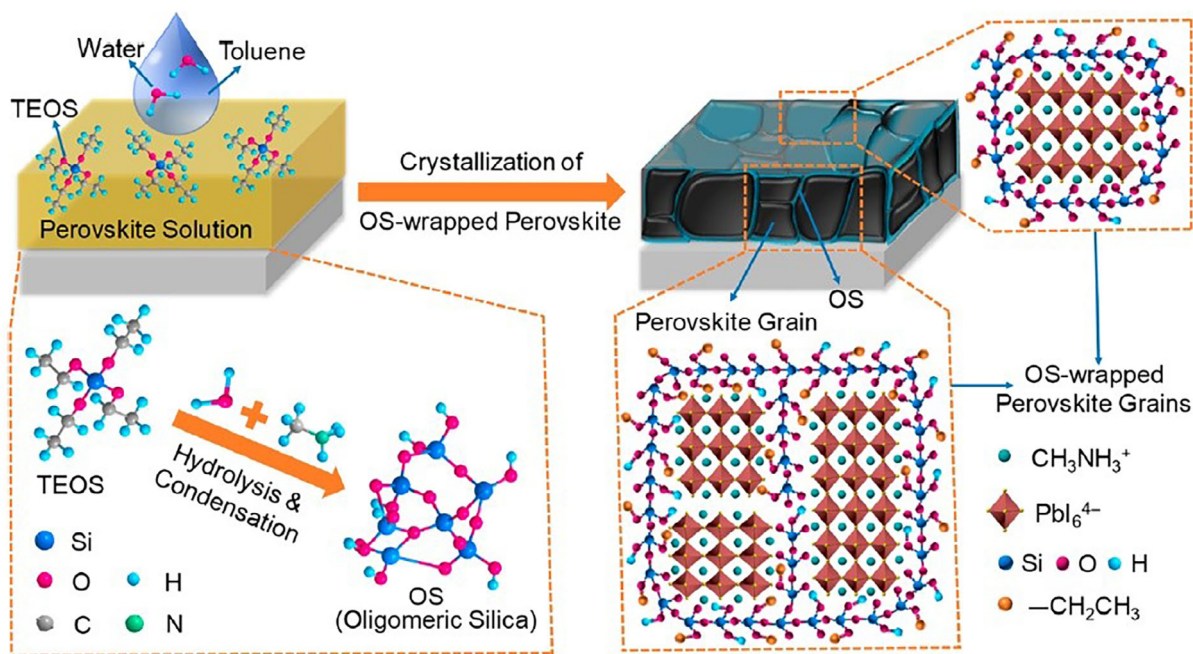 Water
Toluene
TEOS
Perovskite Solution
Crystallization of
OS-wrapped Perovskite
OS
Perovskite Grain
OS-wrapped
Perovskite Grains
TEOS
Hydrolysis &
Condensation
OS
(Oligomeric Silica)
Si
O H
C N
CH₃NH₃⁺
PbI₆⁴⁻
Si O H
—CH₂CH₃